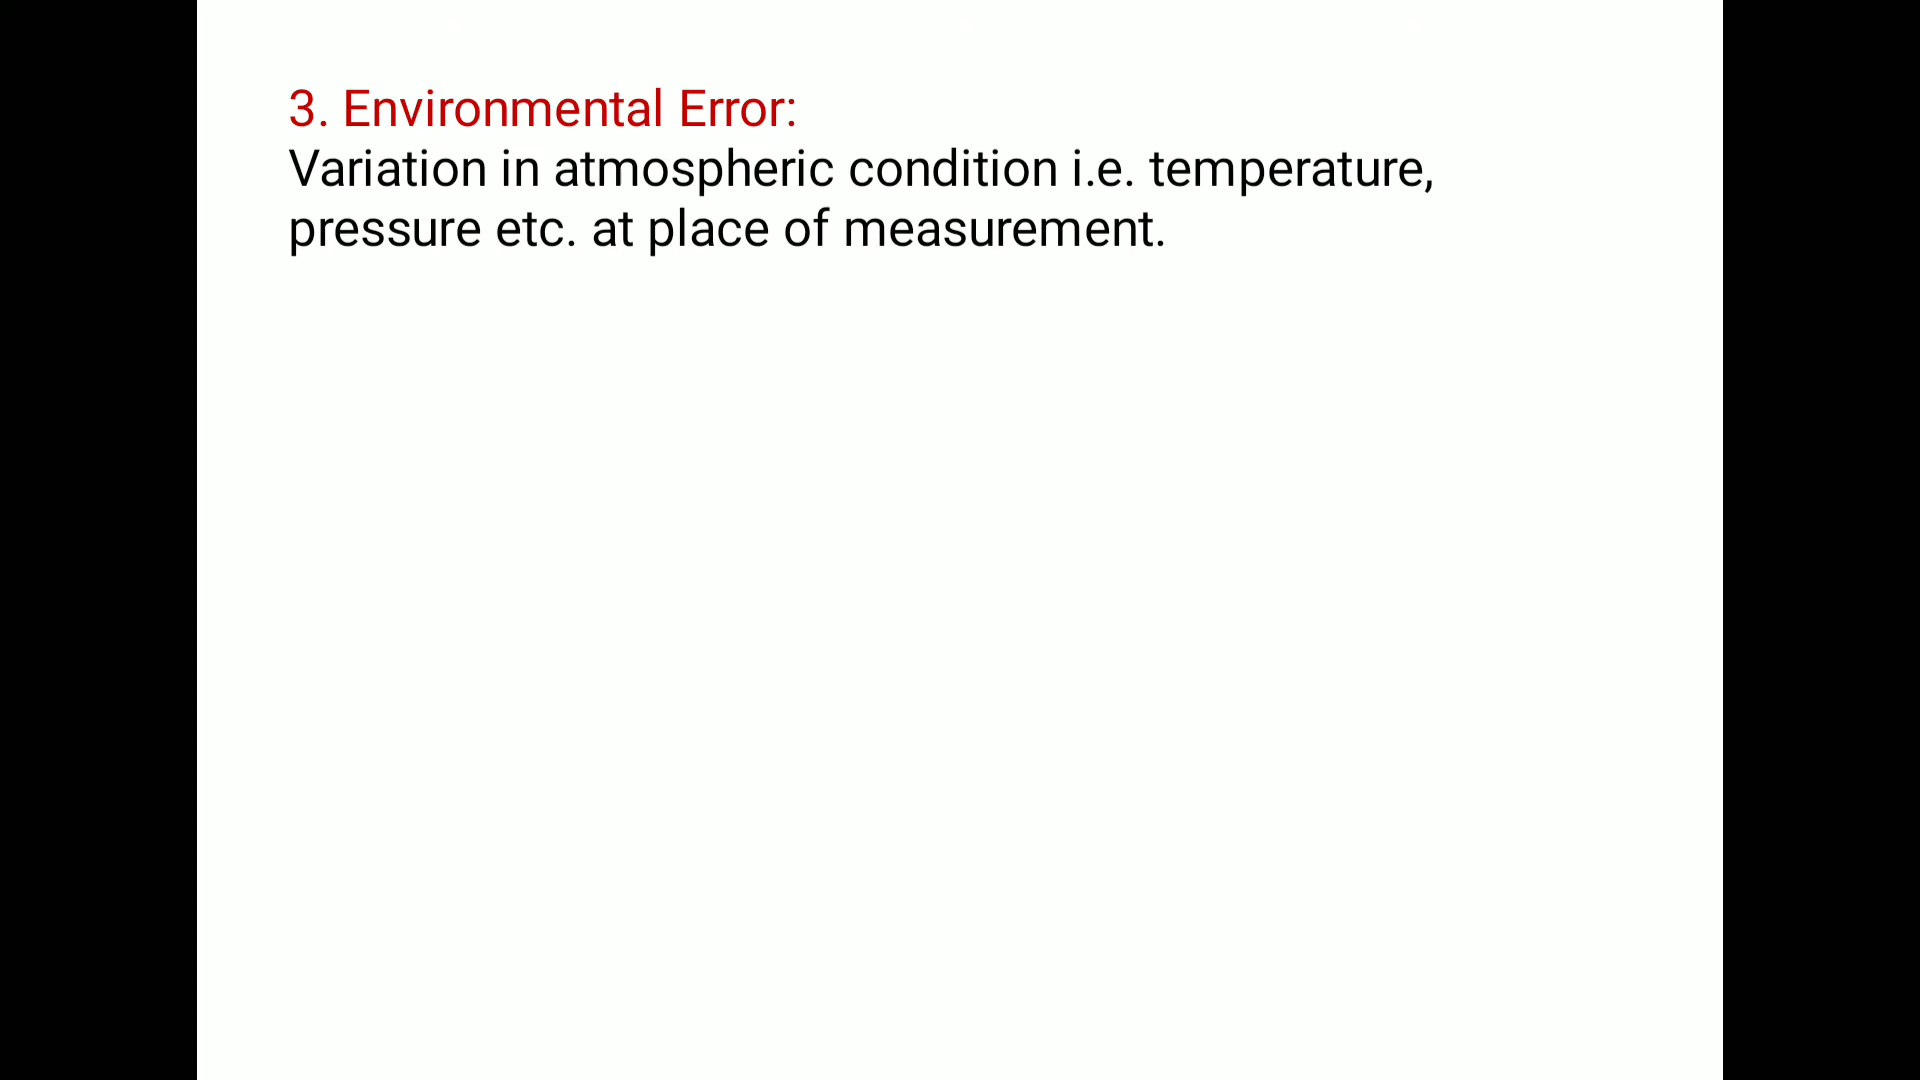 3. Environmental Error:
Variation in atmospheric condition i.e. temperature,
pressure etc. at place of measurement.